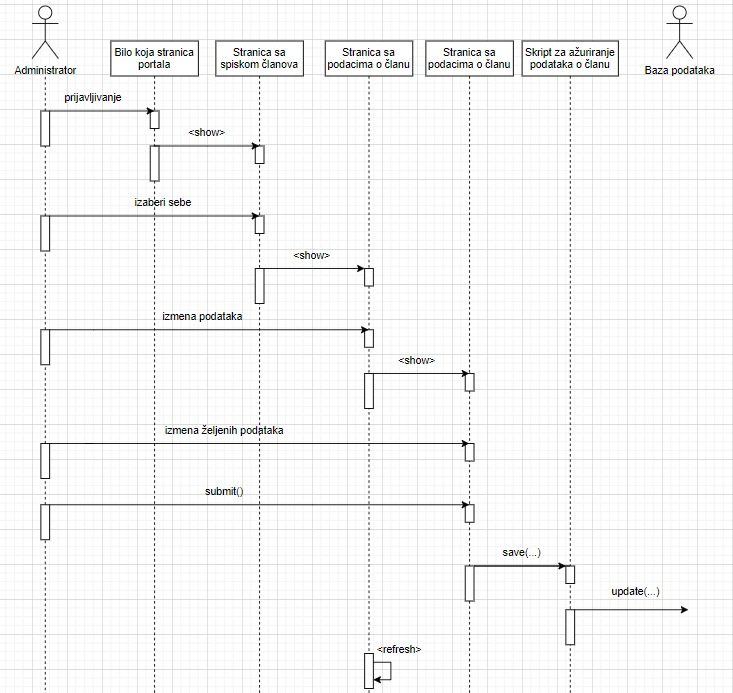 Administrator
Bilo koja stranica
portala
Stranica sa
spiskom članova
Stranica sa
podacima o članu
Stranica sa
podacima o članu
Skript za ažuriranje
podataka o članu
Baza podataka
prijavljivanje
<show>
izaberi sebe
<show>
izmena podataka
<show>
izmena željenih podataka
submit()
save(...)
update(...)
<refresh>